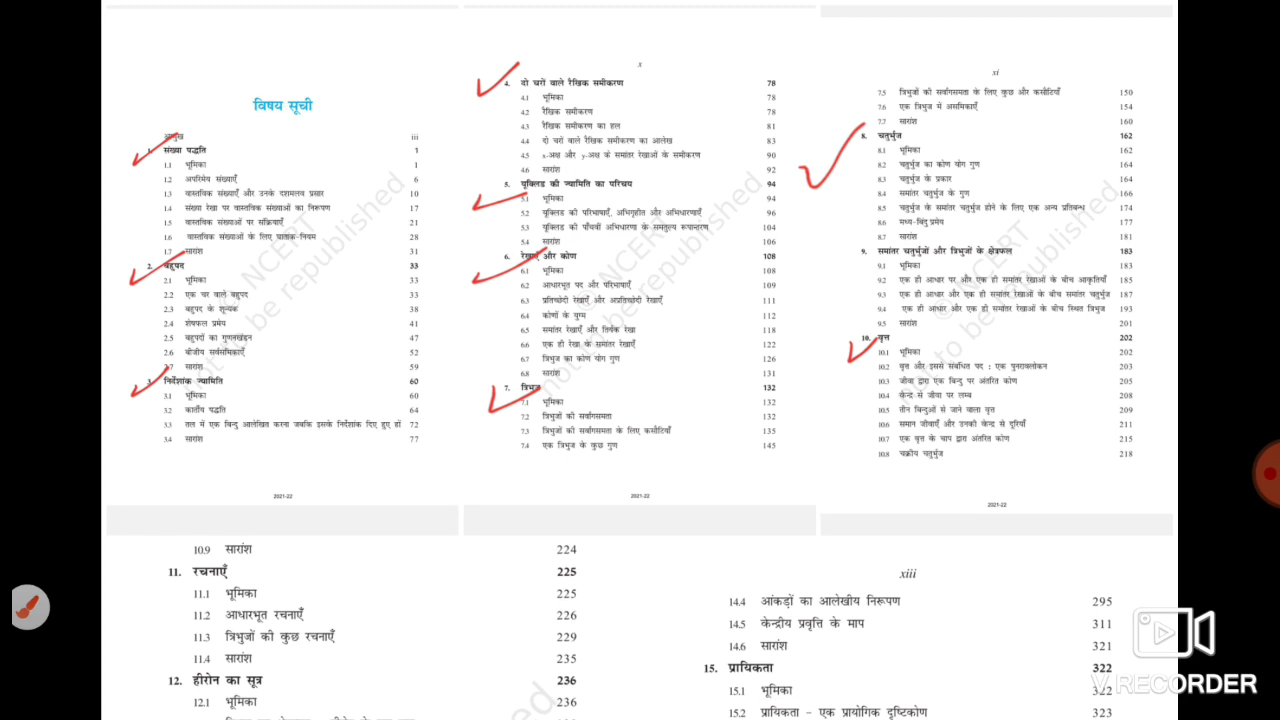 विषय सूची
आमुख iii
1. संख्या पद्धति 1
1.1 भूमिका 1
1.2 अपरिमेय संख्याएँ 6
1.3 वास्तविक संख्याएँ और उनके दशमलव प्रसार 10
1.4 संख्या रेखा पर वास्तविक संख्याओं का निरूपण 17
1.5 वास्तविक संख्याओं पर संक्रियाएँ 21
1.6 वास्तविक संख्याओं के लिए घातांक-नियम 28
1.7 सारांश 31
2. बहुपद 33
2.1 भूमिका 33
2.2 एक चर वाले बहुपद 33
2.3 बहुपद के शून्यक 38
2.4 शेषफल प्रमेय 41
2.5 बहुपदों का गुणनखंडन 47
2.6 बीजीय सर्वसमिकाएँ 52
2.7 सारांश 59
3. निर्देशांक ज्यामिति 60
3.1 भूमिका 60
3.2 कार्तीय पद्धति 64
3.3 तल में एक बिन्दु आलेखित करना जबकि इसके निर्देशांक दिए हुए हों 72
3.4 सारांश 77
2021-22
x
4. दो चरों वाले रैखिक समीकरण 78
4.1 भूमिका 78
4.2 रैखिक समीकरण 78
4.3 रैखिक समीकरण का हल 81
4.4 दो चरों वाले रैखिक समीकरण का आलेख 83
4.5 x-अक्ष और y-अक्ष के समांतर रेखाओं के समीकरण 90
4.6 सारांश 92
5. यूक्लिड की ज्यामिति का परिचय 94
5.1 भूमिका 94
5.2 यूक्लिड की परिभाषाएँ, अभिगृहीत और अभिधारणाएँ 96
5.3 यूक्लिड की पाँचवीं अभिधारणा के समतुल्य रूपान्तरण 104
5.4 सारांश 106
6. रेखाएँ और कोण 108
6.1 भूमिका 108
6.2 आधारभूत पद और परिभाषाएँ 109
6.3 प्रतिच्छेदी रेखाएँ और अप्रतिच्छेदी रेखाएँ 111
6.4 कोणों के युग्म 112
6.5 समांतर रेखाएँ और तिर्यक रेखा 118
6.6 एक ही रेखा के समांतर रेखाएँ 122
6.7 त्रिभुज का कोण योग गुण 126
6.8 सारांश 131
7. त्रिभुज 132
7.1 भूमिका 132
7.2 त्रिभुजों की सर्वांगसमता 132
7.3 त्रिभुजों की सर्वांगसमता के लिए कसौटियाँ 135
7.4 एक त्रिभुज के कुछ गुण 145
2021-22
xi
7.5 त्रिभुजों की सर्वांगसमता के लिए कुछ और कसौटियाँ 150
7.6 एक त्रिभुज में असमिकाएँ 154
7.7 सारांश 160
8. चतुर्भुज 162
8.1 भूमिका 162
8.2 चतुर्भुज का कोण योग गुण 164
8.3 चतुर्भुज के प्रकार 164
8.4 समांतर चतुर्भुज के गुण 166
8.5 चतुर्भुज के समांतर चतुर्भुज होने के लिए एक अन्य प्रतिबन्ध 174
8.6 मध्य-बिंदु प्रमेय 177
8.7 सारांश 181
9. समांतर चतुर्भुजों और त्रिभुजों के क्षेत्रफल 183
9.1 भूमिका 183
9.2 एक ही आधार पर और एक ही समांतर रेखाओं के बीच आकृतियाँ 185
9.3 एक ही आधार और एक ही समांतर रेखाओं के बीच समांतर चतुर्भुज 187
9.4 एक ही आधार और एक ही समांतर रेखाओं के बीच स्थित त्रिभुज 193
9.5 सारांश 201
10. वृत्त 202
10.1 भूमिका 202
10.2 वृत्त और इससे संबंधित पद : एक पुनरावलोकन 203
10.3 जीवा द्वारा एक बिन्दु पर अंतरित कोण 205
10.4 केन्द्र से जीवा पर लम्ब 208
10.5 तीन बिन्दुओं से जाने वाला वृत्त 209
10.6 समान जीवाएँ और उनकी केन्द्र से दूरियाँ 211
10.7 एक वृत्त के चाप द्वारा अंतरित कोण 215
10.8 चक्रीय चतुर्भुज 218
2021-22
10.9 सारांश 224
11. रचनाएँ 225
11.1 भूमिका 225
11.2 आधारभूत रचनाएँ 226
11.3 त्रिभुजों की कुछ रचनाएँ 229
11.4 सारांश 235
12. हीरोन का सूत्र 236
12.1 भूमिका 236
xiii
14.4 आंकड़ों का आलेखीय निरूपण 295
14.5 केन्द्रीय प्रवृत्ति के माप 311
14.6 सारांश 321
15. प्रायिकता 322
15.1 भूमिका 322
15.2 प्रायिकता - एक प्रायोगिक दृष्टिकोण 323
V RECORDER